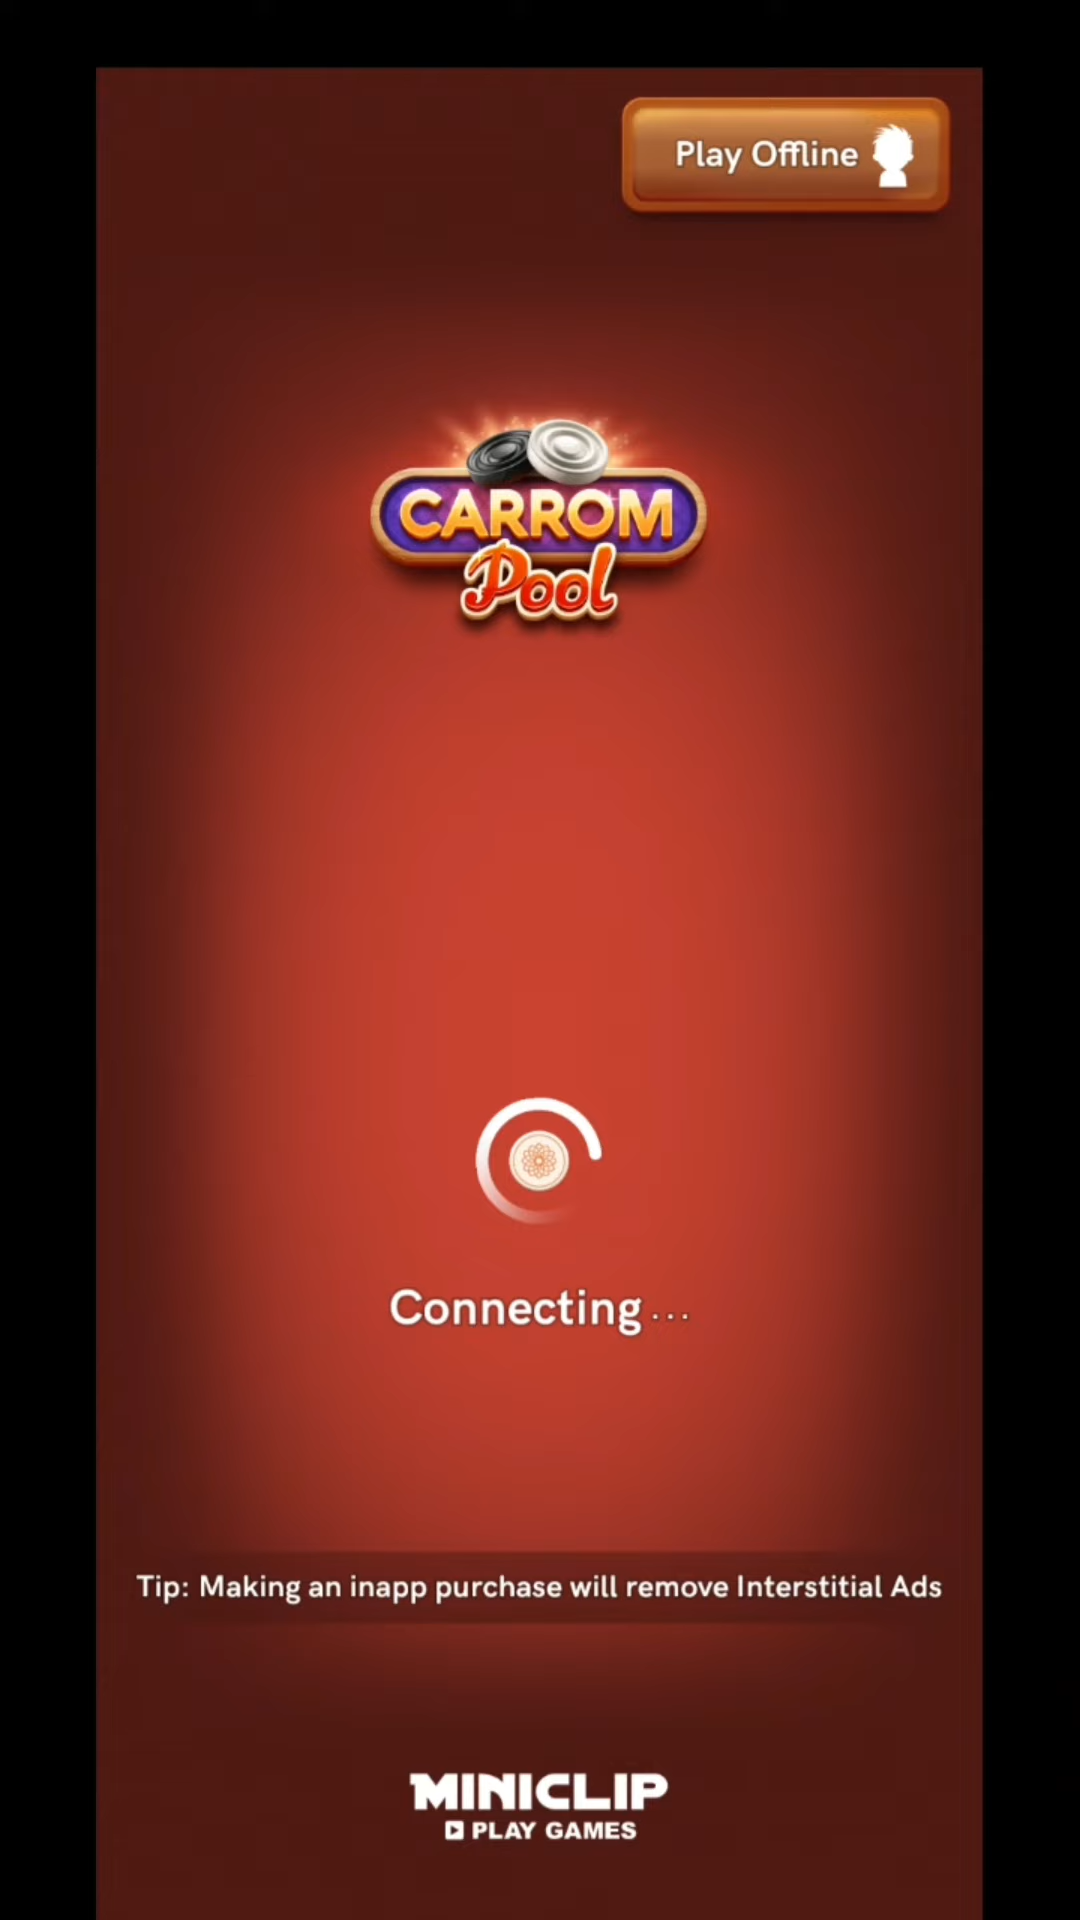 Play Offline
CARROM
Pool
Connecting...
Tip: Making an inapp purchase will remove Interstitial Ads
MINICLIP
PLAY GAMES